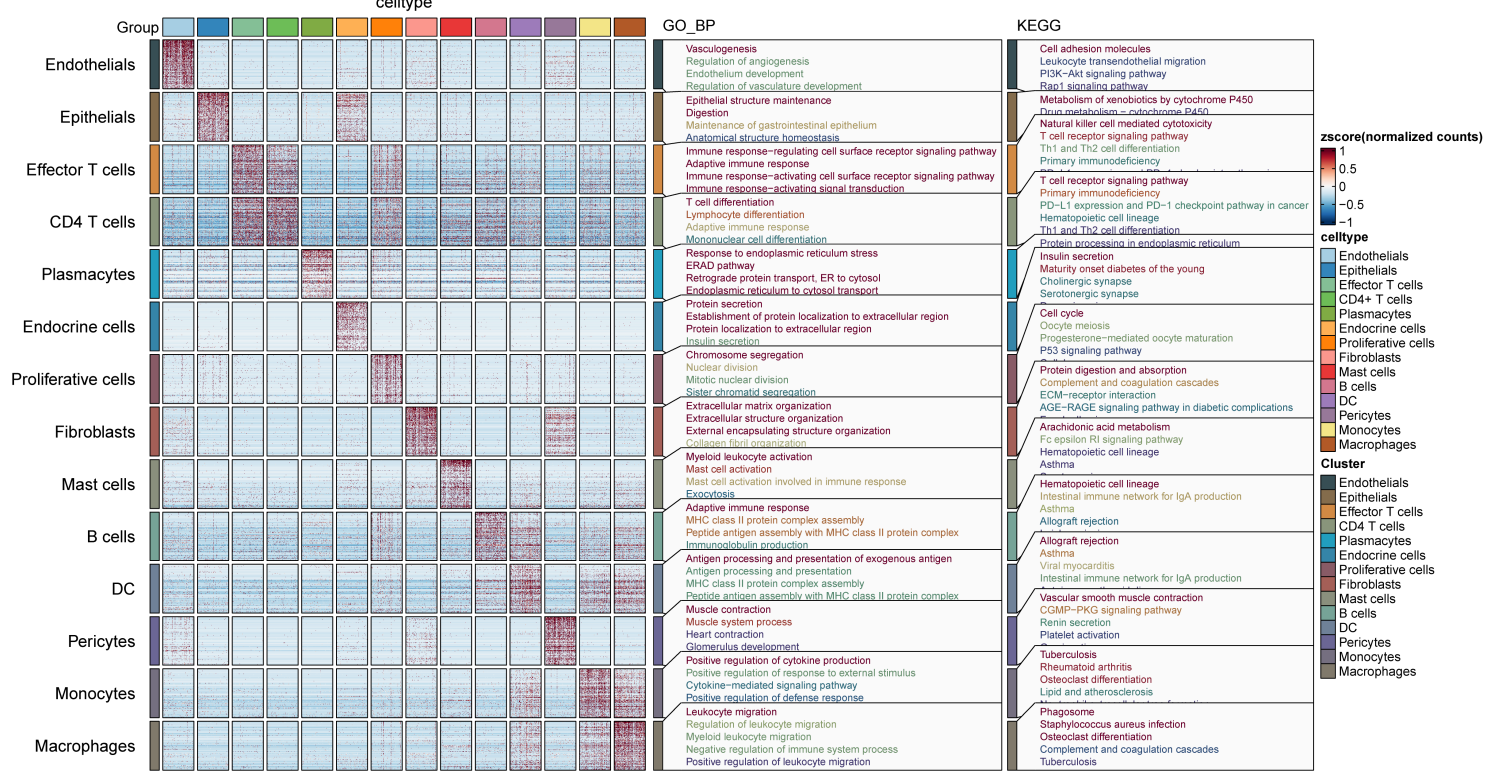 celltype
Group
GO_BP
KEGG
Endothelials
Vasculogenesis
Regulation of angiogenesis
Endothelium development
Regulation of vasculature development
Cell adhesion molecules
Leukocyte transendothelial migration
PI3K−Akt signaling pathway
Rap1 signaling pathway
Epithelials
Epithelial structure maintenance
Digestion
Maintenance of gastrointestinal epithelium
Anatomical structure homeostasis
Metabolism of xenobiotics by cytochrome P450
Drug metabolism − cytochrome P450
Effector T cells
Immune response−regulating cell surface receptor signaling pathway
Adaptive immune response
Immune response−activating cell surface receptor signaling pathway
Immune response−activating signal transduction
Natural killer cell mediated cytotoxicity
T cell receptor signaling pathway
Th1 and Th2 cell differentiation
Primary immunodeficiency
CD4 T cells
T cell differentiation
Lymphocyte differentiation
Adaptive immune response
Mononuclear cell differentiation
T cell receptor signaling pathway
Primary immunodeficiency
PD−L1 expression and PD−1 checkpoint pathway in cancer
Hematopoietic cell lineage
Th1 and Th2 cell differentiation
Plasmacytes
Response to endoplasmic reticulum stress
ERAD pathway
Retrograde protein transport, ER to cytosol
Endoplasmic reticulum to cytosol transport
Protein processing in endoplasmic reticulum
Endocrine cells
Protein secretion
Establishment of protein localization to extracellular region
Protein localization to extracellular region
Insulin secretion
Insulin secretion
Maturity onset diabetes of the young
Cholinergic synapse
Serotonergic synapse
Proliferative cells
Chromosome segregation
Nuclear division
Mitotic nuclear division
Sister chromatid segregation
Cell cycle
Oocyte meiosis
Progesterone−mediated oocyte maturation
P53 signaling pathway
Fibroblasts
Extracellular matrix organization
Extracellular structure organization
External encapsulating structure organization
Collagen fibril organization
Protein digestion and absorption
Complement and coagulation cascades
ECM−receptor interaction
AGE−RAGE signaling pathway in diabetic complications
Mast cells
Myeloid leukocyte activation
Mast cell activation
Mast cell activation involved in immune response
Exocytosis
Arachidonic acid metabolism
Fc epsilon RI signaling pathway
Hematopoietic cell lineage
Asthma
B cells
Adaptive immune response
MHC class II protein complex assembly
Peptide antigen assembly with MHC class II protein complex
Immunoglobulin production
Hematopoietic cell lineage
Intestinal immune network for IgA production
Asthma
Allograft rejection
DC
Antigen processing and presentation of exogenous antigen
Antigen processing and presentation
MHC class II protein complex assembly
Peptide antigen assembly with MHC class II protein complex
Allograft rejection
Asthma
Viral myocarditis
Intestinal immune network for IgA production
Pericytes
Muscle contraction
Muscle system process
Heart contraction
Glomerulus development
Vascular smooth muscle contraction
CGMP−PKG signaling pathway
Renin secretion
Platelet activation
Monocytes
Positive regulation of cytokine production
Positive regulation of response to external stimulus
Cytokine−mediated signaling pathway
Positive regulation of defense response
Tuberculosis
Rheumatoid arthritis
Osteoclast differentiation
Lipid and atherosclerosis
Macrophages
Leukocyte migration
Regulation of leukocyte migration
Myeloid leukocyte migration
Negative regulation of immune system process
Positive regulation of leukocyte migration
Phagosome
Staphylococcus aureus infection
Osteoclast differentiation
Complement and coagulation cascades
Tuberculosis
zscore(normalized counts)
1
0.5
0
−0.5
−1
celltype
Endothelials
Epithelials
Effector T cells
CD4+ T cells
Plasmacytes
Endocrine cells
Proliferative cells
Fibroblasts
Mast cells
B cells
DC
Pericytes
Monocytes
Macrophages
Cluster
Endothelials
Epithelials
Effector T cells
CD4 T cells
Plasmacytes
Endocrine cells
Proliferative cells
Fibroblasts
Mast cells
B cells
DC
Pericytes
Monocytes
Macrophages